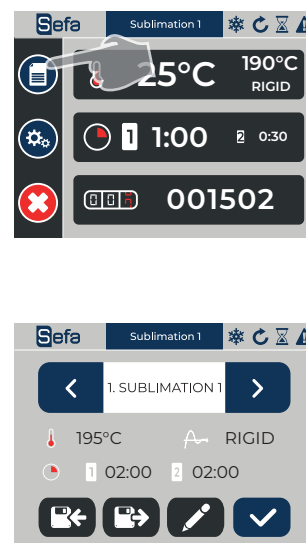 Sefa Sublimation 1
25°C 190°C
RIGID
1 1:00 2 0:30
00n 001502
Sefa Sublimation 1
1. SUBLIMATION 1
195°C RIGID
1 02:00 2 02:00